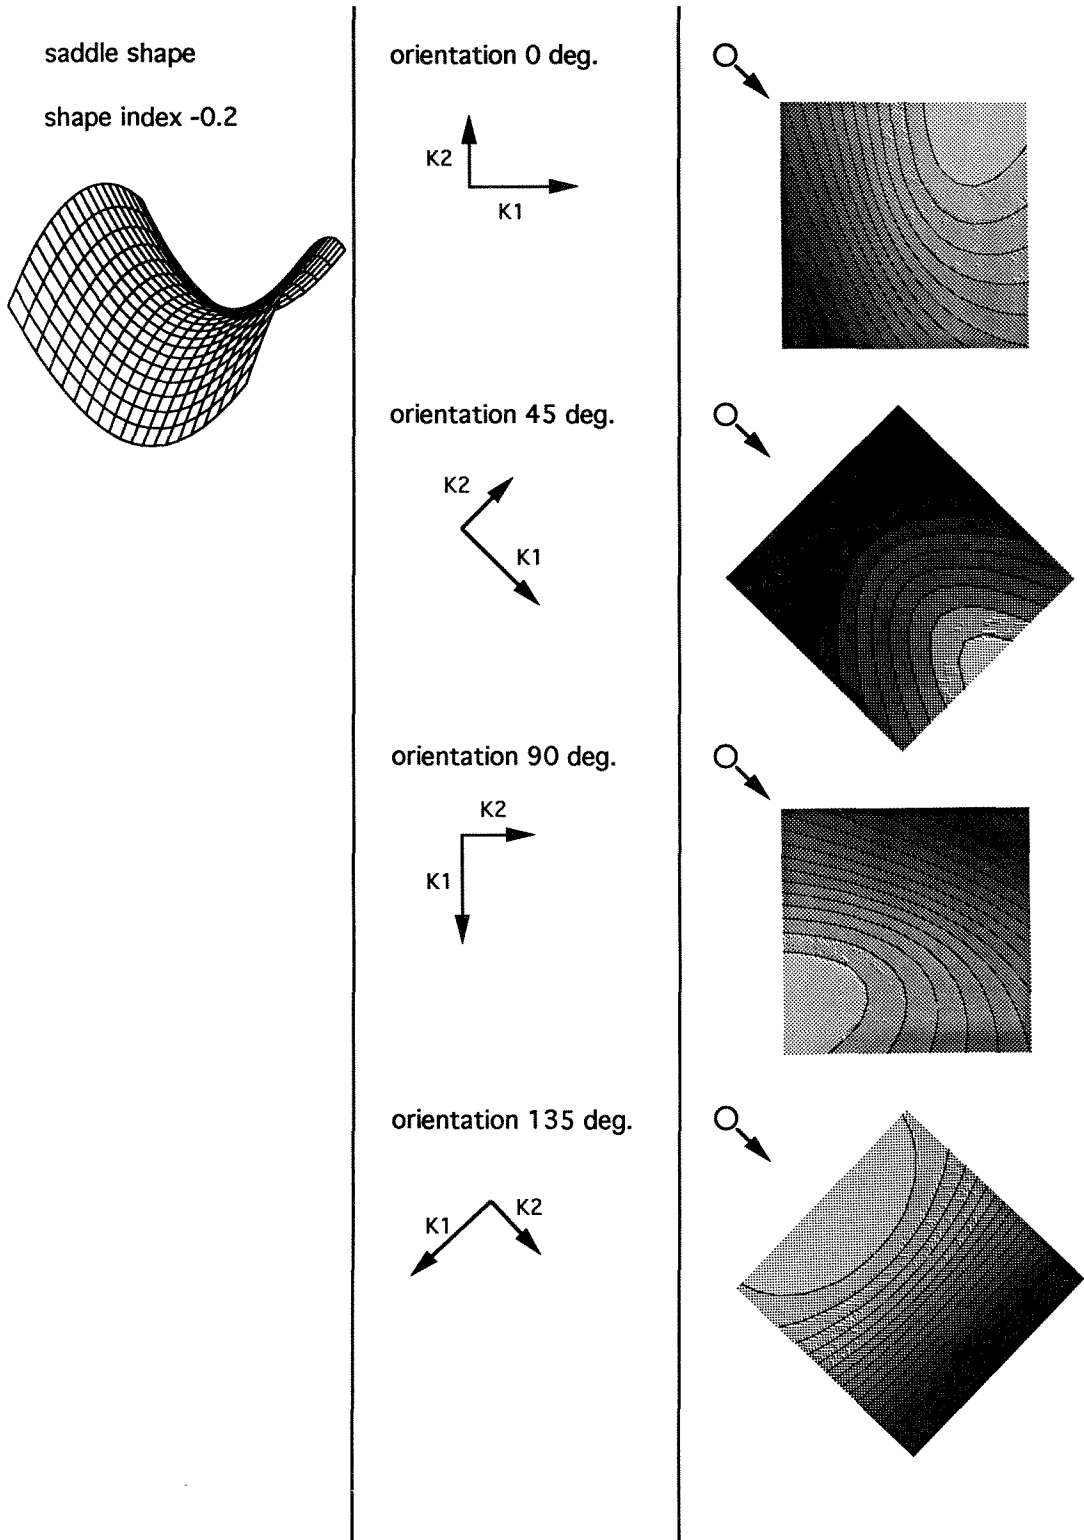 saddle shape
shape index -0.2
orientation 0 deg.
K2
K1
orientation 45 deg.
K2
K1
orientation 90 deg.
K2
K1
orientation 135 deg.
K1
K2